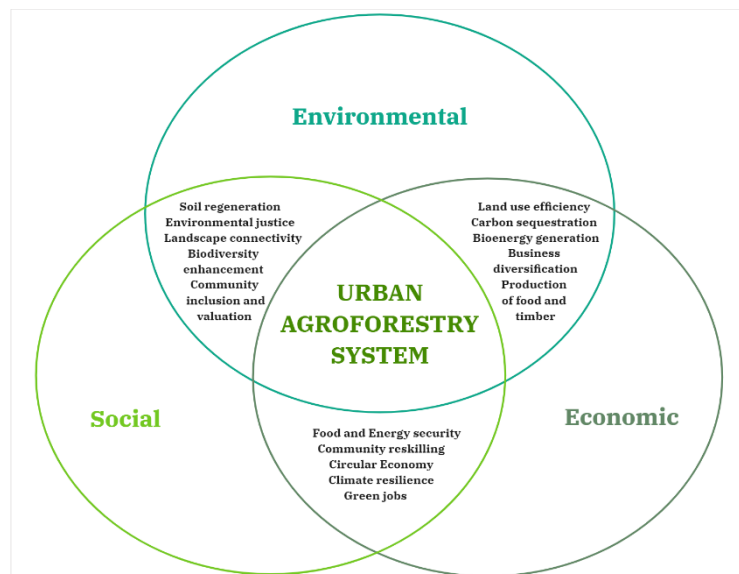 Environmental
Soil regeneration
Environmental justice
Landscape connectivity
Biodiversity
enhancement
Community
inclusion and
valuation
Land use efficiency
Carbon sequestration
Bioenergy generation
Business
diversification
Production
of food and
timber
URBAN
AGROFORESTRY
SYSTEM
Social
Economic
Food and Energy security
Community reskilling
Circular Economy
Climate resilience
Green jobs